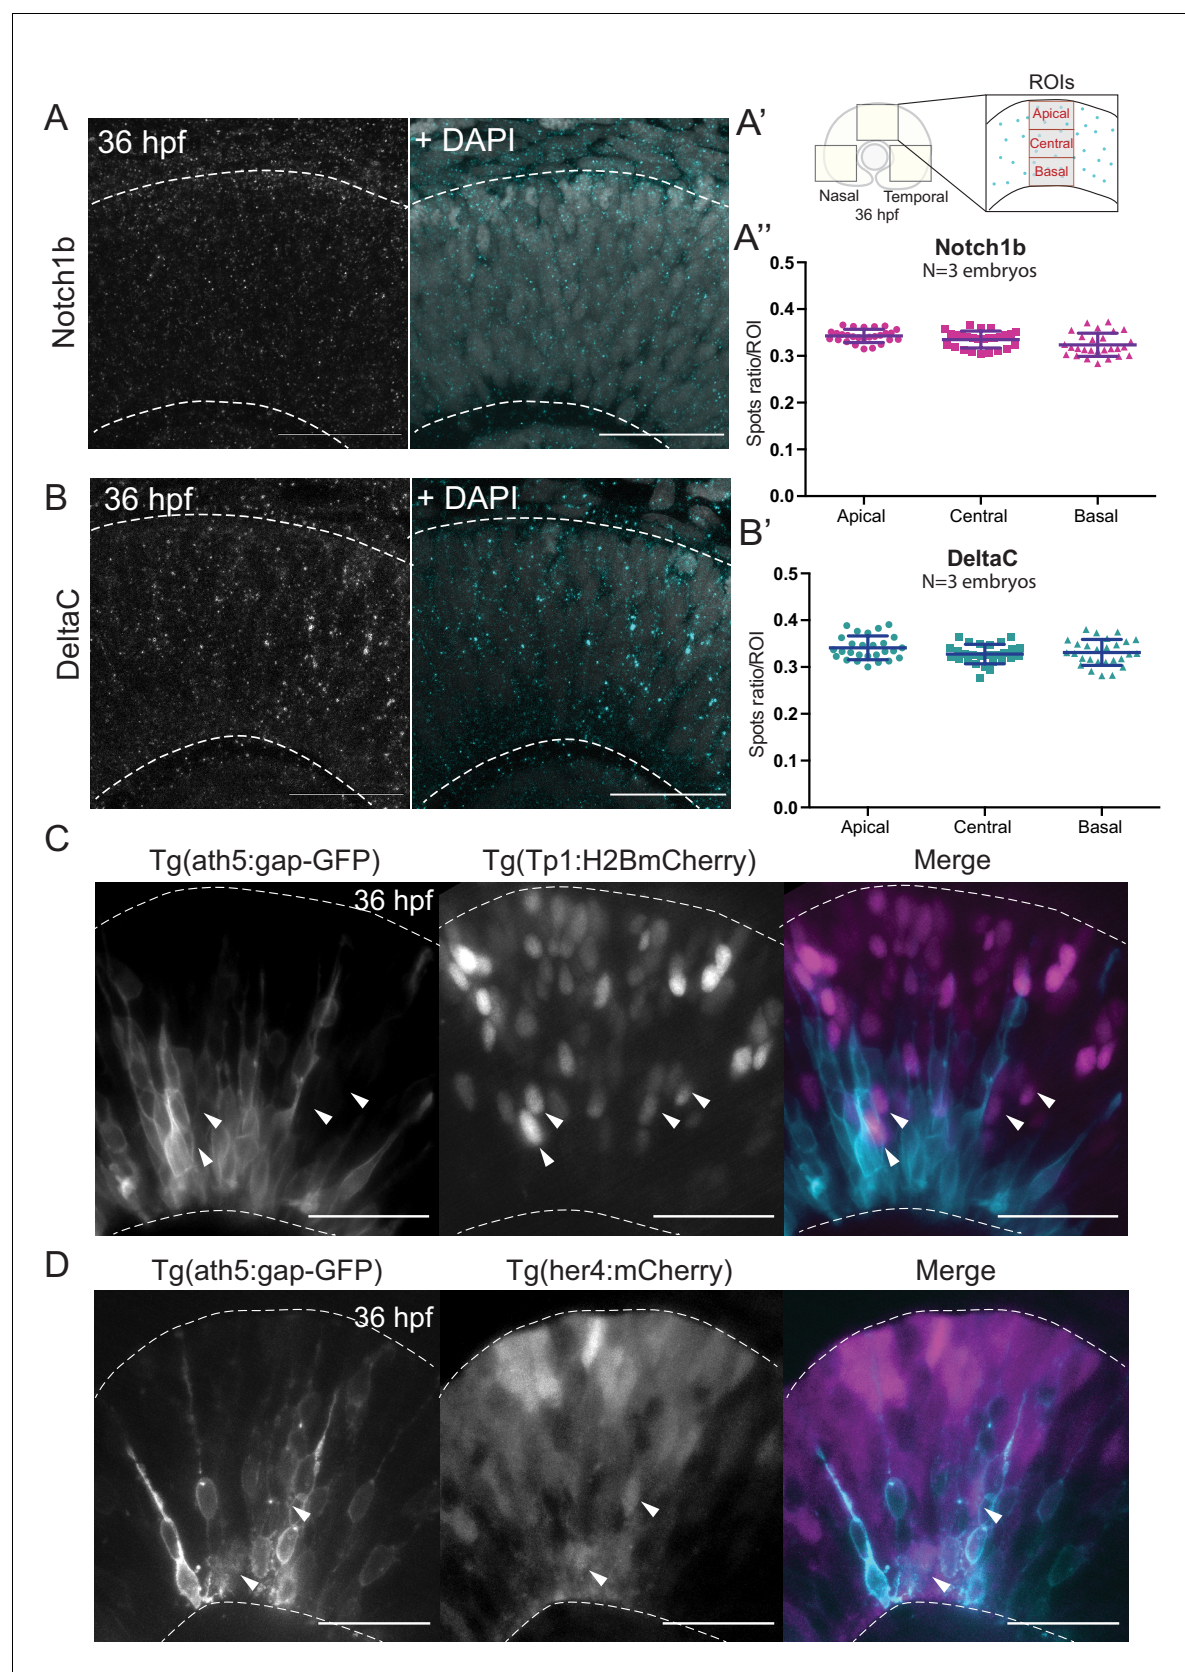 A
36 hpf
+ DAPI
Notch1b
A'
ROIs
Apical
Central
Basal
Nasal
Temporal
36 hpf
A''
Notch1b
N=3 embryos
Spots ratio/ROI
0.5
0.4
0.3
0.2
0.1
0.0
Apical
Central
Basal
B
36 hpf
+ DAPI
DeltaC
B'
DeltaC
N=3 embryos
Spots ratio/ROI
0.5
0.4
0.3
0.2
0.1
0.0
Apical
Central
Basal
C
Tg(ath5:gap-GFP)
Tg(Tp1:H2BmCherry)
Merge
36 hpf
D
Tg(ath5:gap-GFP)
Tg(her4:mCherry)
Merge
36 hpf